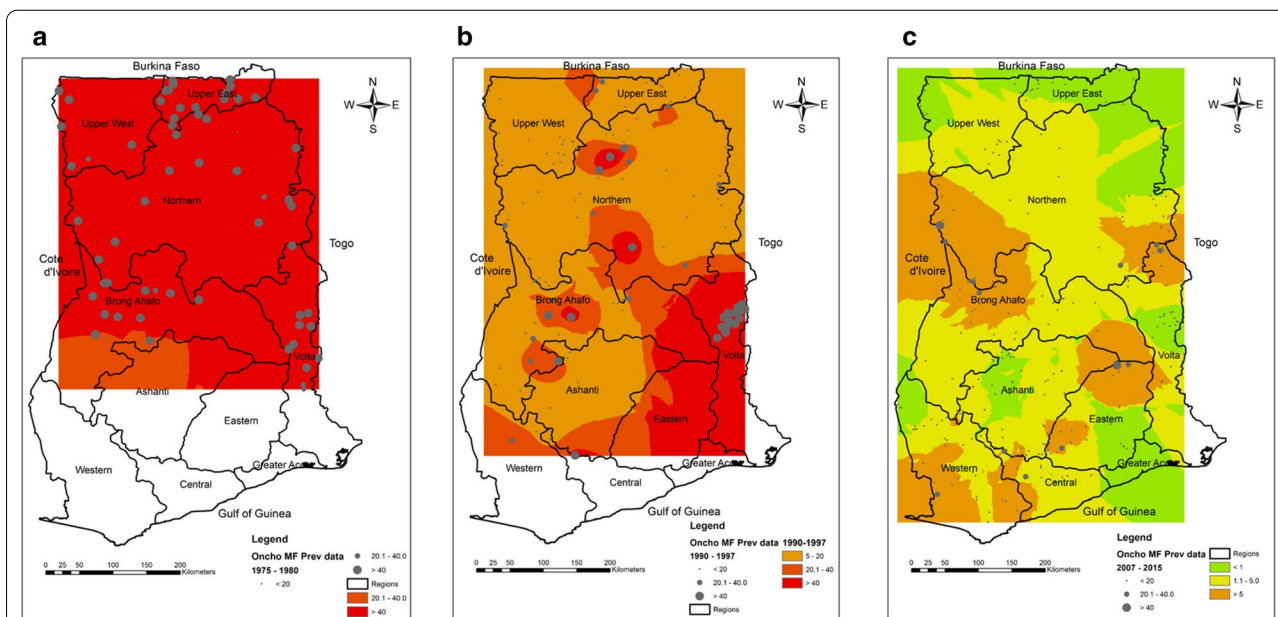 a
Burkina Faso
N
W E
S
Upper East
Upper West
Northern
Togo
Cote
d'Ivoire
Brong Ahafo
Volta
Ashanti
Eastern
Greater Acc
Western
Central
Gulf of Guinea
Legend
Oncho MF Prev data
1975 - 1980
< 20
20.1 - 40.0
> 40
Regions
20.1 - 40.0
> 40
0 25 50 100 150 200
Kilometers
b
Burkina Faso
N
W E
S
Upper East
Upper West
Northern
Togo
Cote
d'Ivoire
Brong Ahafo
Volta
Ashanti
Eastern
Greater Acc
Western
Central
Gulf of Guinea
Legend
Oncho MF Prev data
1990 - 1997
< 20
20.1 - 40.0
> 40
Regions
1990-1997
5 - 20
20.1 - 40
> 40
0 25 50 100 150 200
Kilometers
c
Burkina Faso
N
W E
S
Upper East
Upper West
Northern
Togo
Cote
d'Ivoire
Brong Ahafo
Volta
Ashanti
Eastern
Greater Acc
Western
Central
Gulf of Guinea
Legend
Oncho MF Prev data
2007 - 2015
< 20
20.1 - 40.0
> 40
Regions
< 1
1.1 - 5.0
> 5
0 25 50 100 150 200
Kilometers